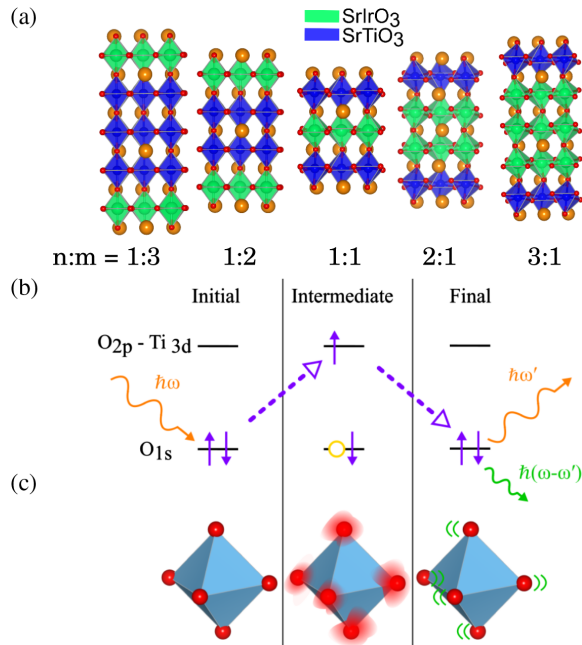 (a)
SrIrO₃
SrTiO₃
n:m = 1:3 1:2 1:1 2:1 3:1
(b)
Initial Intermediate Final
O₂ₚ - Ti ₃d
ħω ħω′
O₁ₛ
ħ(ω-ω′)
(c)